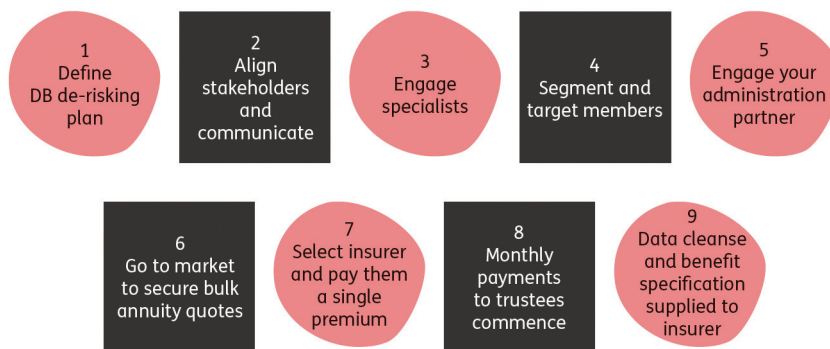 1
Define
DB de-risking
plan
2
Align
stakeholders
and
communicate
3
Engage
specialists
4
Segment and
target members
5
Engage your
administration
partner
6
Go to market
to secure bulk
annuity quotes
7
Select insurer
and pay them
a single
premium
8
Monthly
payments
to trustees
commence
9
Data cleanse
and benefit
specification
supplied to
insurer